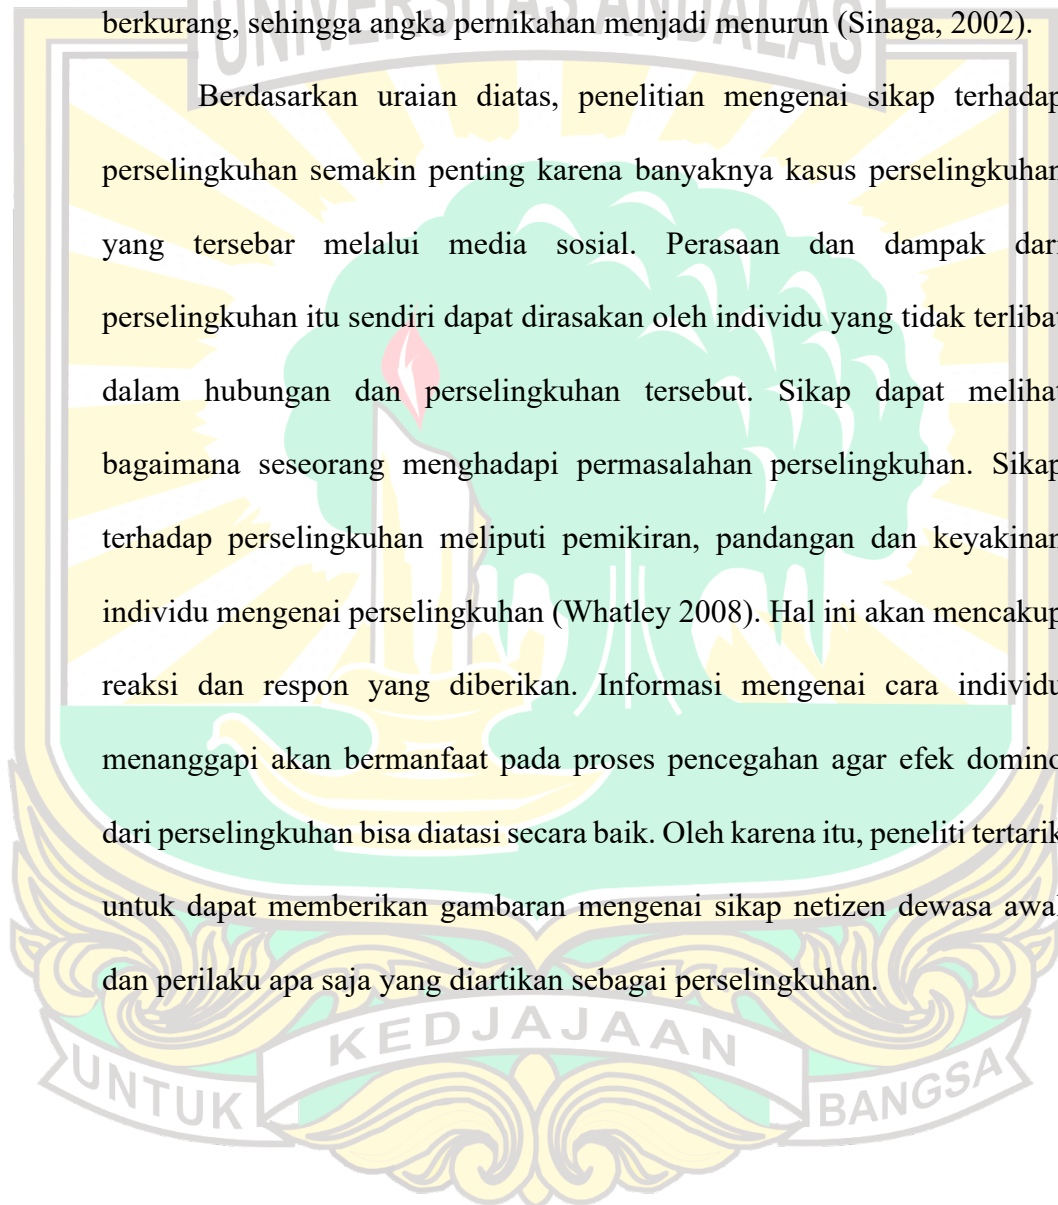 UNIVERSITAS ANDALAS
berkurang, sehingga angka pernikahan menjadi menurun (Sinaga, 2002).
Berdasarkan uraian diatas, penelitian mengenai sikap terhadap
perselingkuhan semakin penting karena banyaknya kasus perselingkuhan
yang tersebar melalui media sosial. Perasaan dan dampak dari
perselingkuhan itu sendiri dapat dirasakan oleh individu yang tidak terlibat
dalam hubungan dan perselingkuhan tersebut. Sikap dapat melihat
bagaimana seseorang menghadapi permasalahan perselingkuhan. Sikap
terhadap perselingkuhan meliputi pemikiran, pandangan dan keyakinan
individu mengenai perselingkuhan (Whatley 2008). Hal ini akan mencakup
reaksi dan respon yang diberikan. Informasi mengenai cara individu
menanggapi akan bermanfaat pada proses pencegahan agar efek domino
dari perselingkuhan bisa diatasi secara baik. Oleh karena itu, peneliti tertarik
untuk dapat memberikan gambaran mengenai sikap netizen dewasa awal
dan perilaku apa saja yang diartikan sebagai perselingkuhan.
UNTUK KEDJAJAAN BANGSA